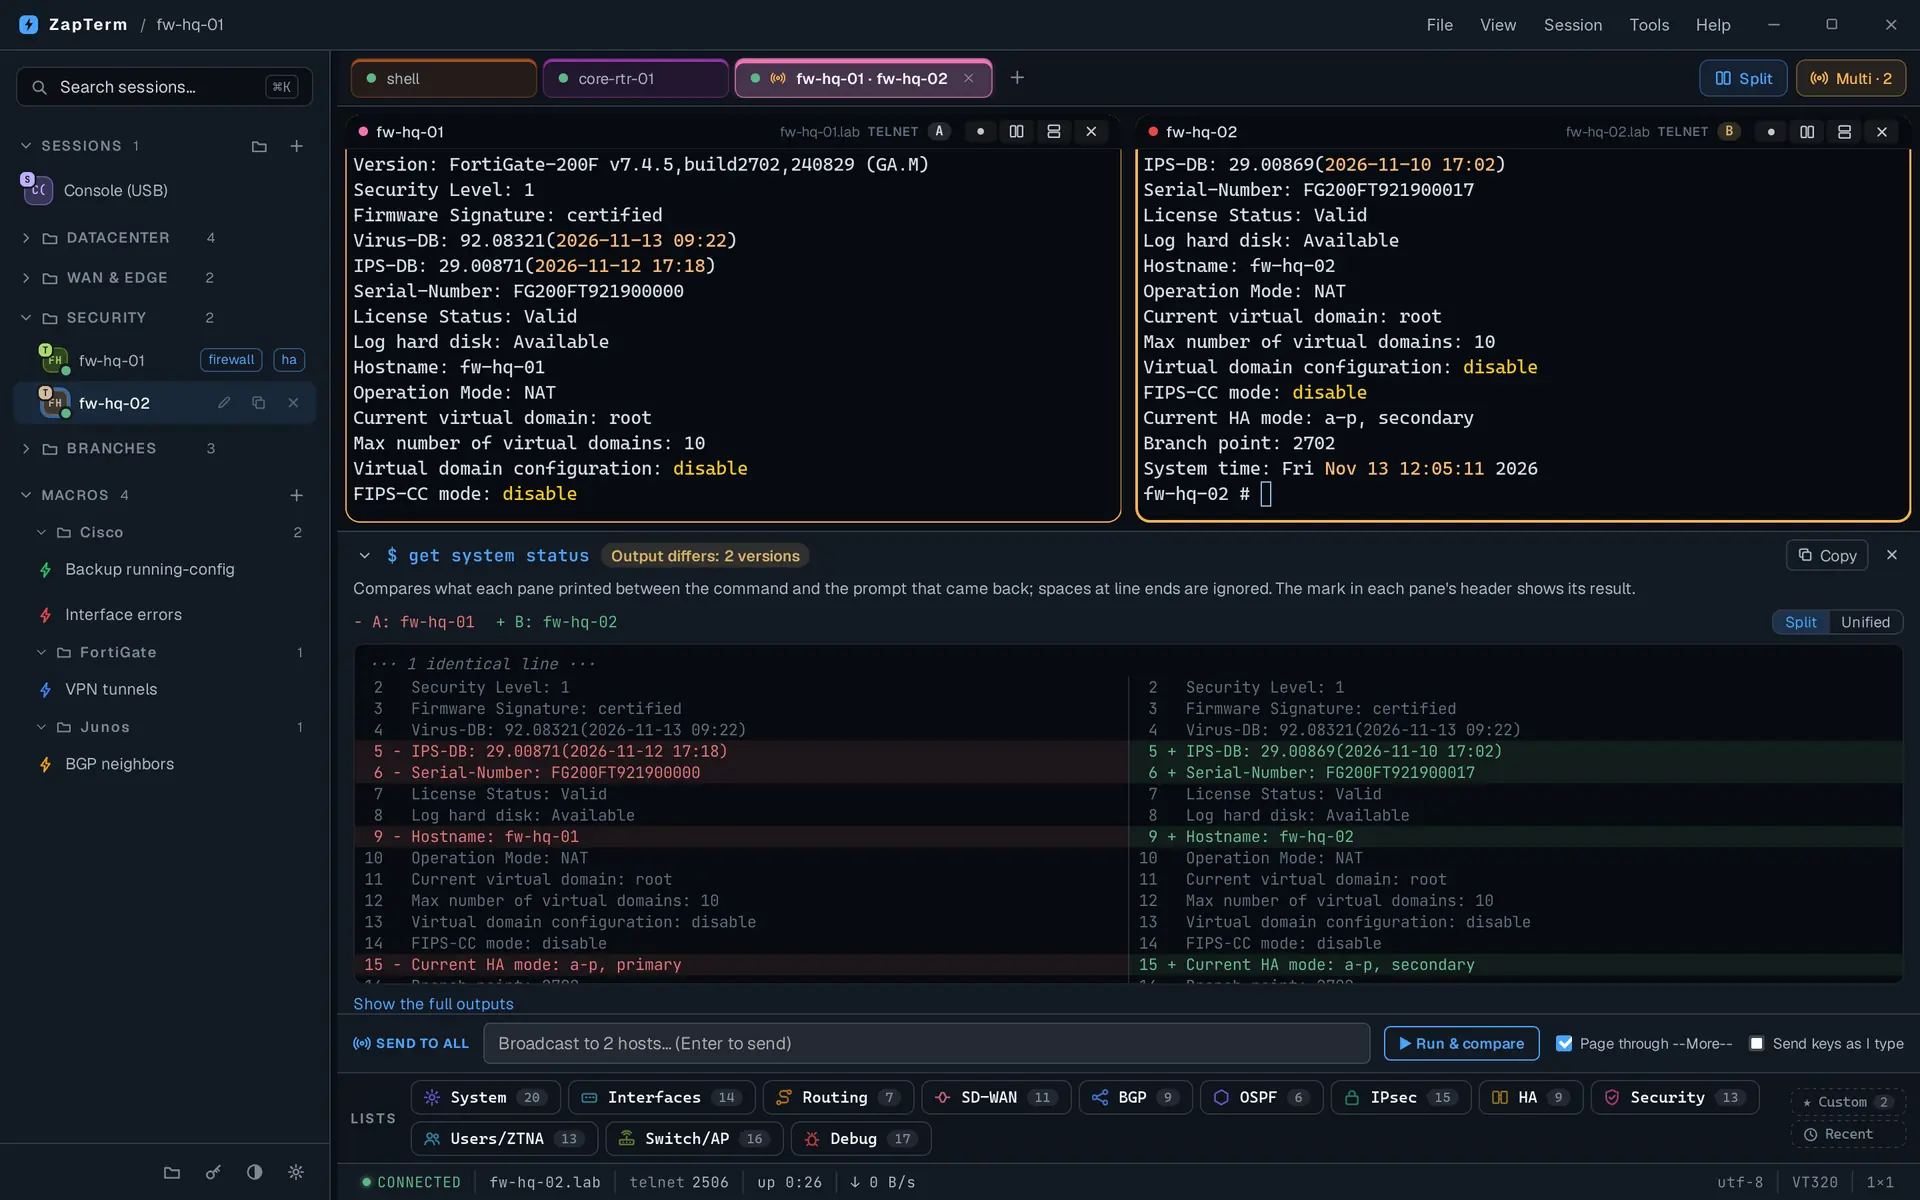 ZapTerm / fw-hq-01
File View Session Tools Help
Search sessions... ⌘K
SESSIONS 1
S C( Console (USB)
DATACENTER 4
WAN & EDGE 2
SECURITY 2
T FH fw-hq-01 firewall ha
T FH fw-hq-02
BRANCHES 3
MACROS 4
Cisco 2
Backup running-config
Interface errors
FortiGate 1
VPN tunnels
Junos 1
BGP neighbors
shell
core-rtr-01
fw-hq-01 · fw-hq-02
Split
Multi · 2
fw-hq-01 fw-hq-01.lab TELNET A
Version: FortiGate-200F v7.4.5,build2702,240829 (GA.M)
Security Level: 1
Firmware Signature: certified
Virus-DB: 92.08321(2026-11-13 09:22)
IPS-DB: 29.00871(2026-11-12 17:18)
Serial-Number: FG200FT921900000
License Status: Valid
Log hard disk: Available
Hostname: fw-hq-01
Operation Mode: NAT
Current virtual domain: root
Max number of virtual domains: 10
Virtual domain configuration: disable
FIPS-CC mode: disable
fw-hq-02 fw-hq-02.lab TELNET B
IPS-DB: 29.00869(2026-11-10 17:02)
Serial-Number: FG200FT921900017
License Status: Valid
Log hard disk: Available
Hostname: fw-hq-02
Operation Mode: NAT
Current virtual domain: root
Max number of virtual domains: 10
Virtual domain configuration: disable
FIPS-CC mode: disable
Current HA mode: a-p, secondary
Branch point: 2702
System time: Fri Nov 13 12:05:11 2026
fw-hq-02 #
$ get system status Output differs: 2 versions Copy
Compares what each pane printed between the command and the prompt that came back; spaces at line ends are ignored. The mark in each pane's header shows its result.
- A: fw-hq-01 + B: fw-hq-02 Split Unified
··· 1 identical line ···
2 Security Level: 1
3 Firmware Signature: certified
4 Virus-DB: 92.08321(2026-11-13 09:22)
5 - IPS-DB: 29.00871(2026-11-12 17:18)
6 - Serial-Number: FG200FT921900000
7 License Status: Valid
8 Log hard disk: Available
9 - Hostname: fw-hq-01
10 Operation Mode: NAT
11 Current virtual domain: root
12 Max number of virtual domains: 10
13 Virtual domain configuration: disable
14 FIPS-CC mode: disable
15 - Current HA mode: a-p, primary
2 Security Level: 1
3 Firmware Signature: certified
4 Virus-DB: 92.08321(2026-11-13 09:22)
5 + IPS-DB: 29.00869(2026-11-10 17:02)
6 + Serial-Number: FG200FT921900017
7 License Status: Valid
8 Log hard disk: Available
9 + Hostname: fw-hq-02
10 Operation Mode: NAT
11 Current virtual domain: root
12 Max number of virtual domains: 10
13 Virtual domain configuration: disable
14 FIPS-CC mode: disable
15 + Current HA mode: a-p, secondary
Show the full outputs
SEND TO ALL Broadcast to 2 hosts... (Enter to send) Run & compare Page through --More-- Send keys as I type
LISTS
System 20 Interfaces 14 Routing 7 SD-WAN 11 BGP 9 OSPF 6 IPsec 15 HA 9 Security 13
Users/ZTNA 13 Switch/AP 16 Debug 17
Custom 2
Recent
CONNECTED fw-hq-02.lab telnet 2506 up 0:26 ↓ 0 B/s utf-8 VT320 1×1